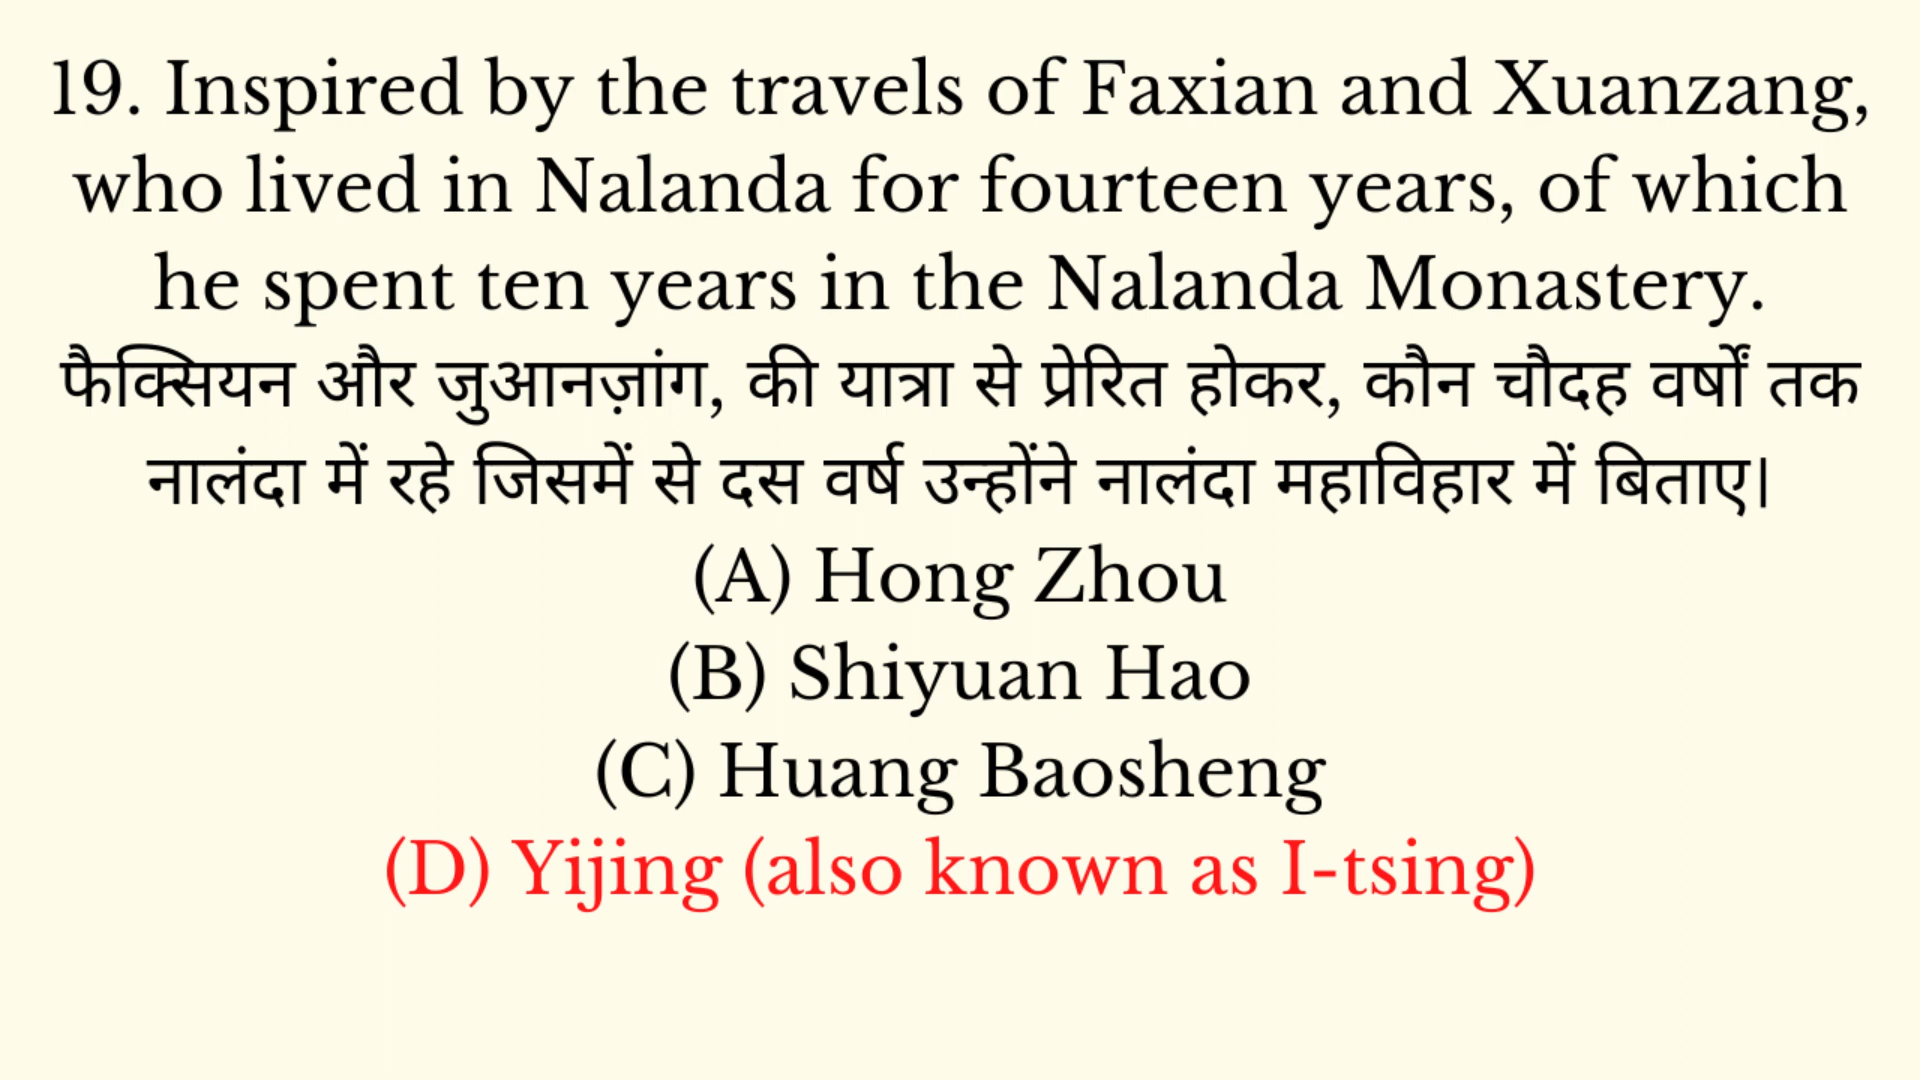 19. Inspired by the travels of Faxian and Xuanzang,
who lived in Nalanda for fourteen years, of which
he spent ten years in the Nalanda Monastery.
फैक्सियन और जुआनज़ांग, की यात्रा से प्रेरित होकर, कौन चौदह वर्षों तक
नालंदा में रहे जिसमें से दस वर्ष उन्होंने नालंदा महाविहार में बिताए।
(A) Hong Zhou
(B) Shiyuan Hao
(C) Huang Baosheng
(D) Yijing (also known as I-tsing)